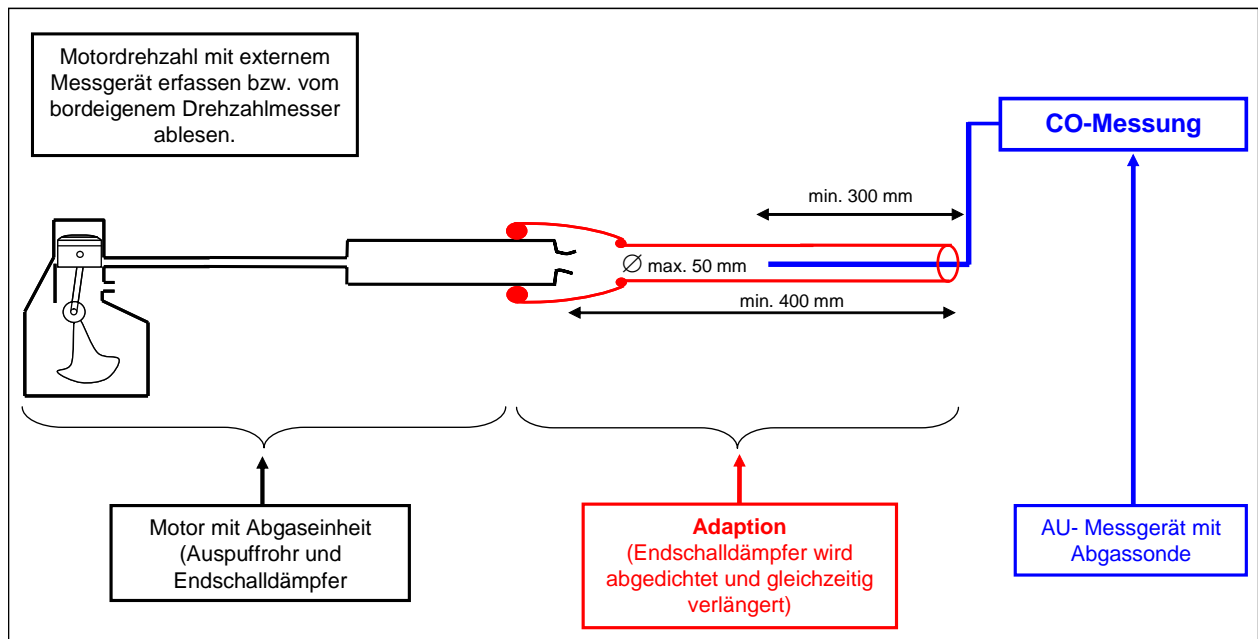 Motordrehzahl mit externem
Messgerät erfassen bzw. vom
bordeigenem Drehzahlmesser
ablesen.
CO-Messung
min. 300 mm
∅ max. 50 mm
min. 400 mm
Motor mit Abgaseinheit
(Auspuffrohr und
Endschalldämpfer
Adaption
(Endschalldämpfer wird
abgedichtet und gleichzeitig
verlängert)
AU- Messgerät mit
Abgassonde